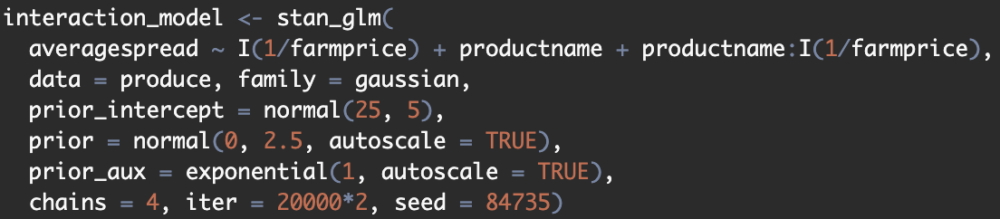 interaction_model <- stan_glm(
  averagespread ~ I(1/farmprice) + productname + productname:I(1/farmprice),
  data = produce, family = gaussian,
  prior_intercept = normal(25, 5),
  prior = normal(0, 2.5, autoscale = TRUE),
  prior_aux = exponential(1, autoscale = TRUE),
  chains = 4, iter = 20000*2, seed = 84735)